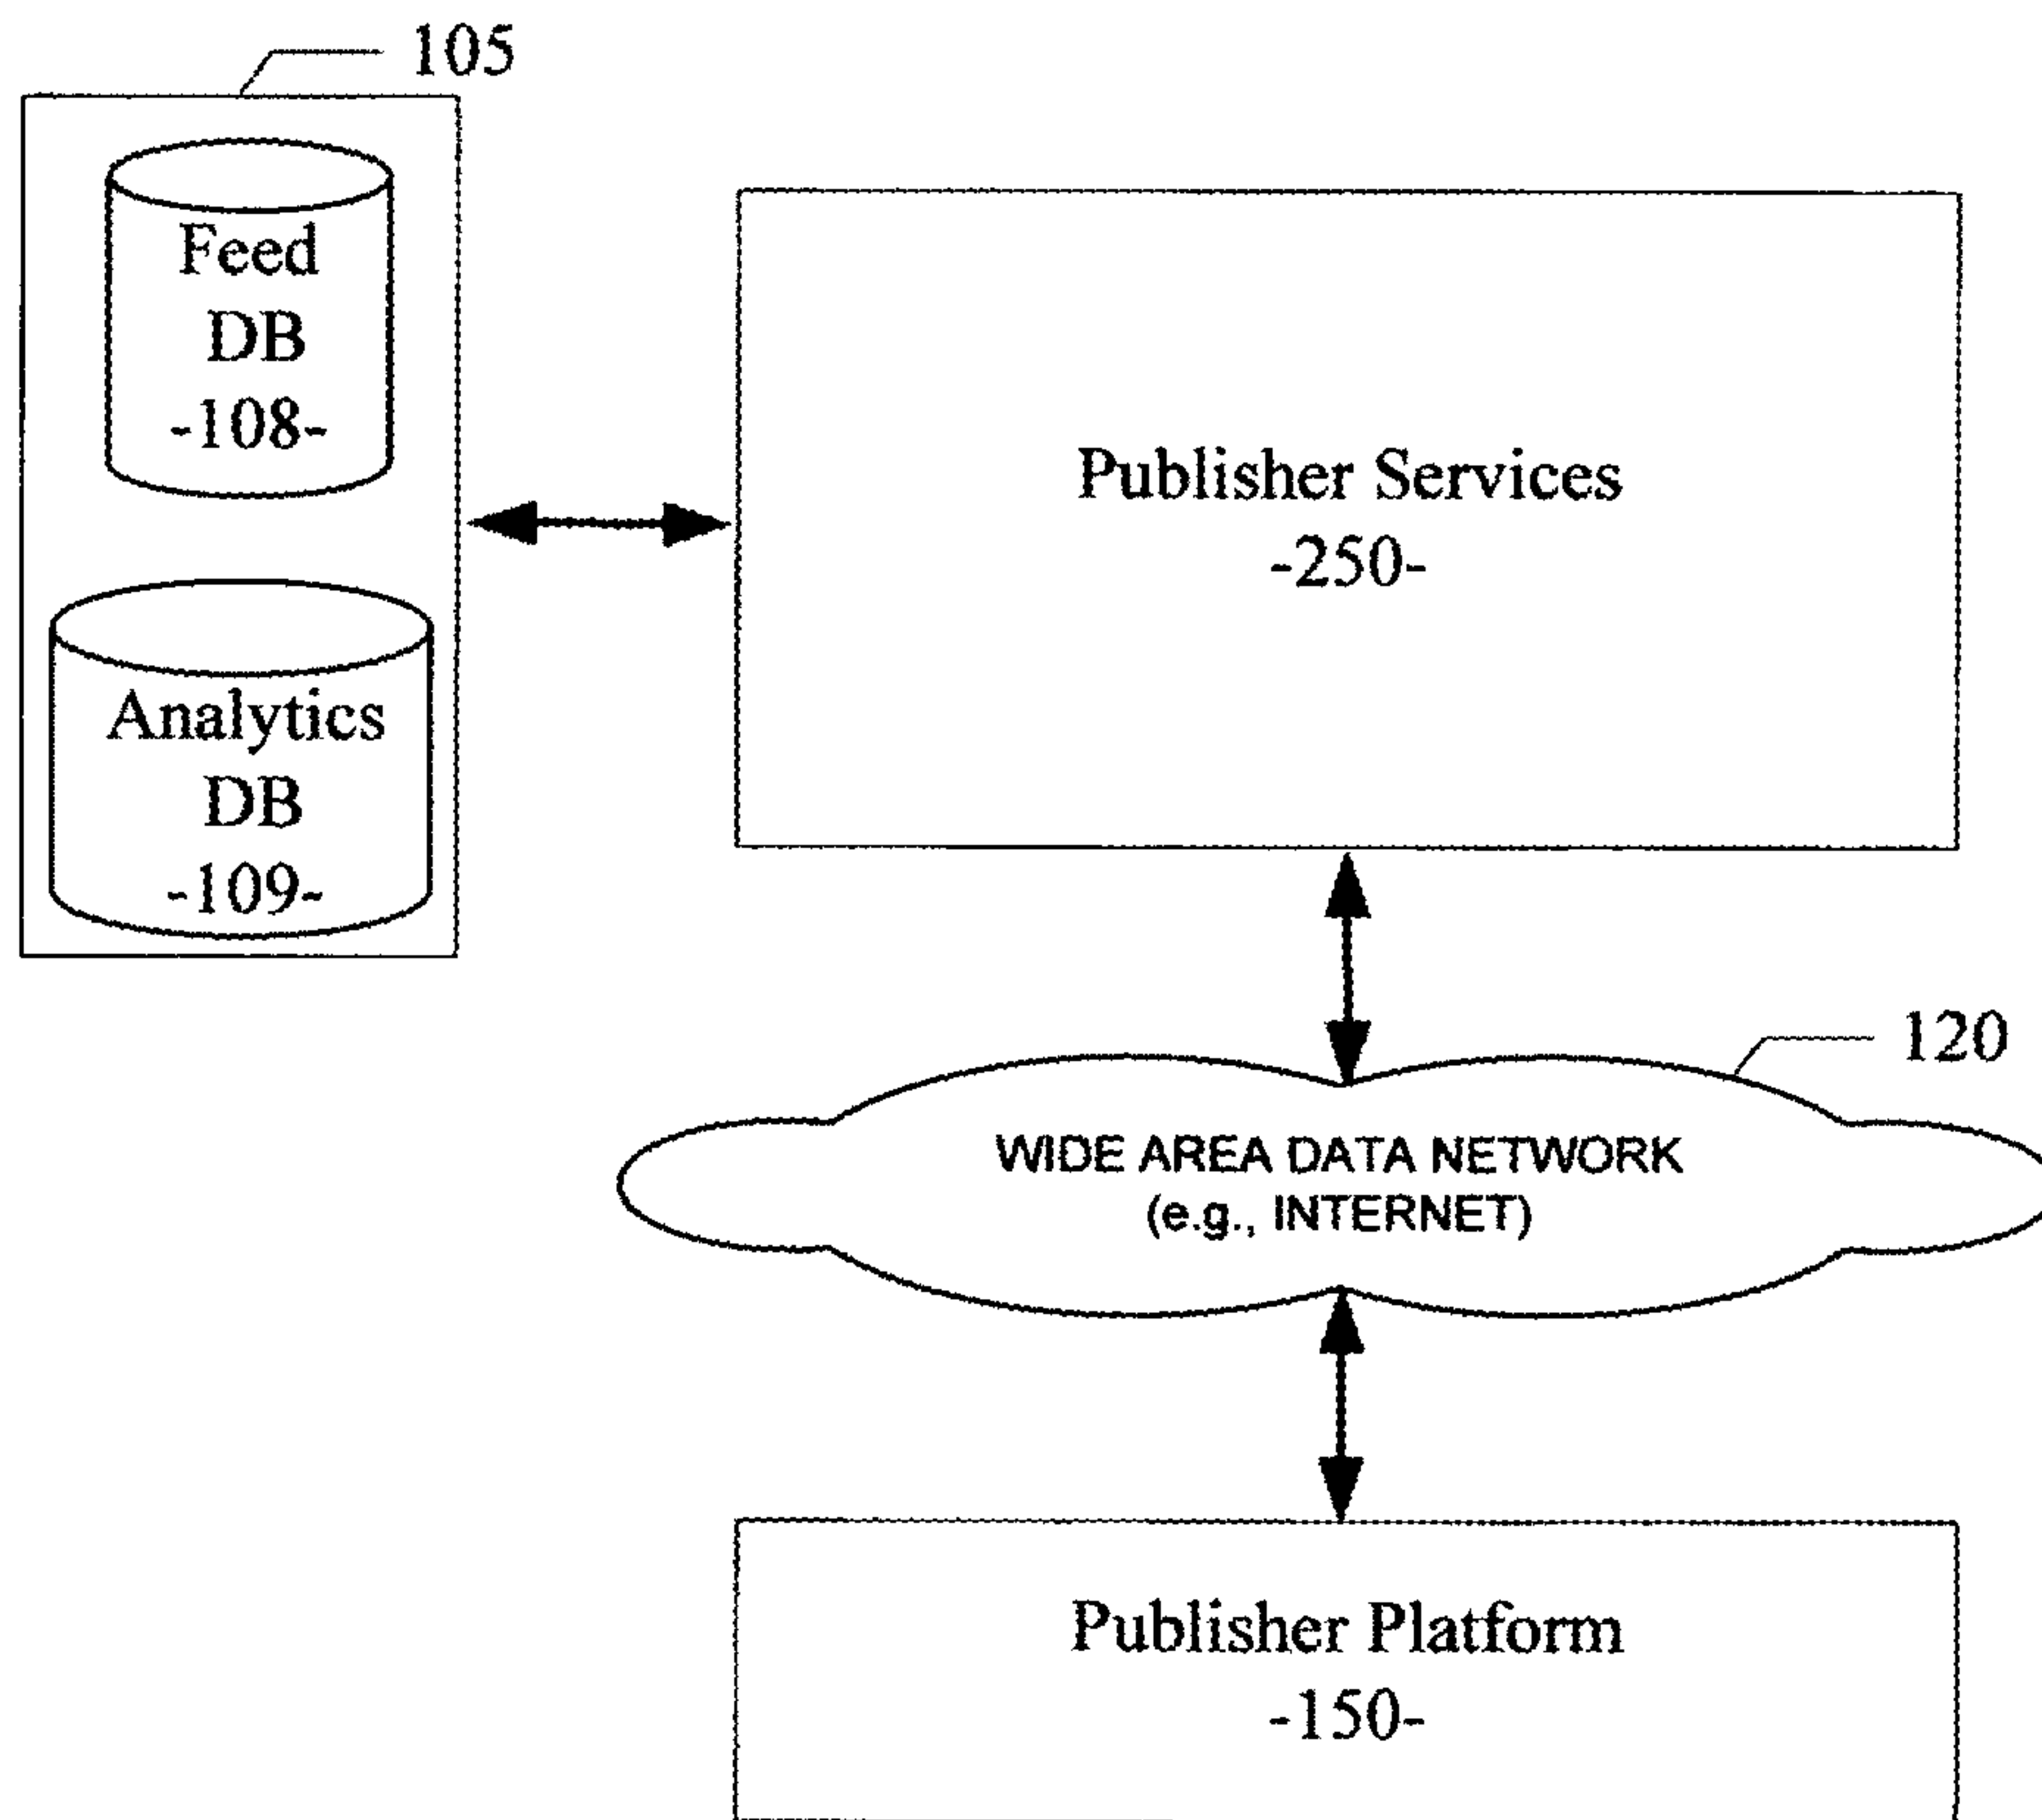 105
Feed
DB
-108-
Analytics
DB
-109-
Publisher Services
-250-
120
WIDE AREA DATA NETWORK
(e.g., INTERNET)
Publisher Platform
-150-